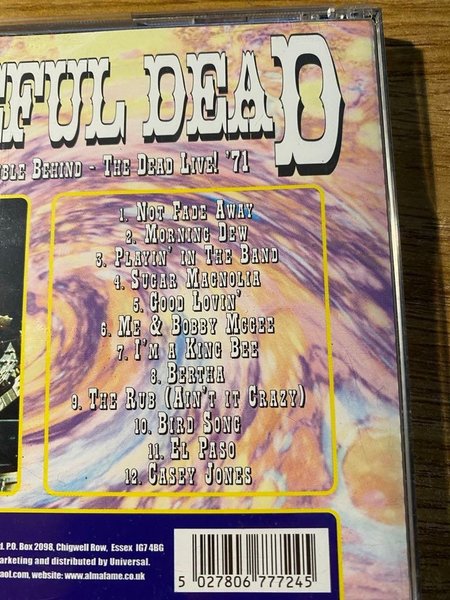 EFUL DEAD
BLE BEHIND - THE DEAD LIVE! '71
1. NOT FADE AWAY
2. MORNING DEW
3. PLAYIN' IN THE BAND
4. SUGAR MAGNOLIA
5. GOOD LOVIN'
6. ME & BOBBY MCGEE
7. I'M A KING BEE
8. BERTHA
9. THE RUB (AIN'T IT CRAZY)
10. BIRD SONG
11. EL PASO
12. CASEY JONES
d. P.O. Box 2098, Chigwell Row, Essex IG7 4BG
arketing and distributed by Universal.
aol.com, website: www.almafame.co.uk
5 027806 777245